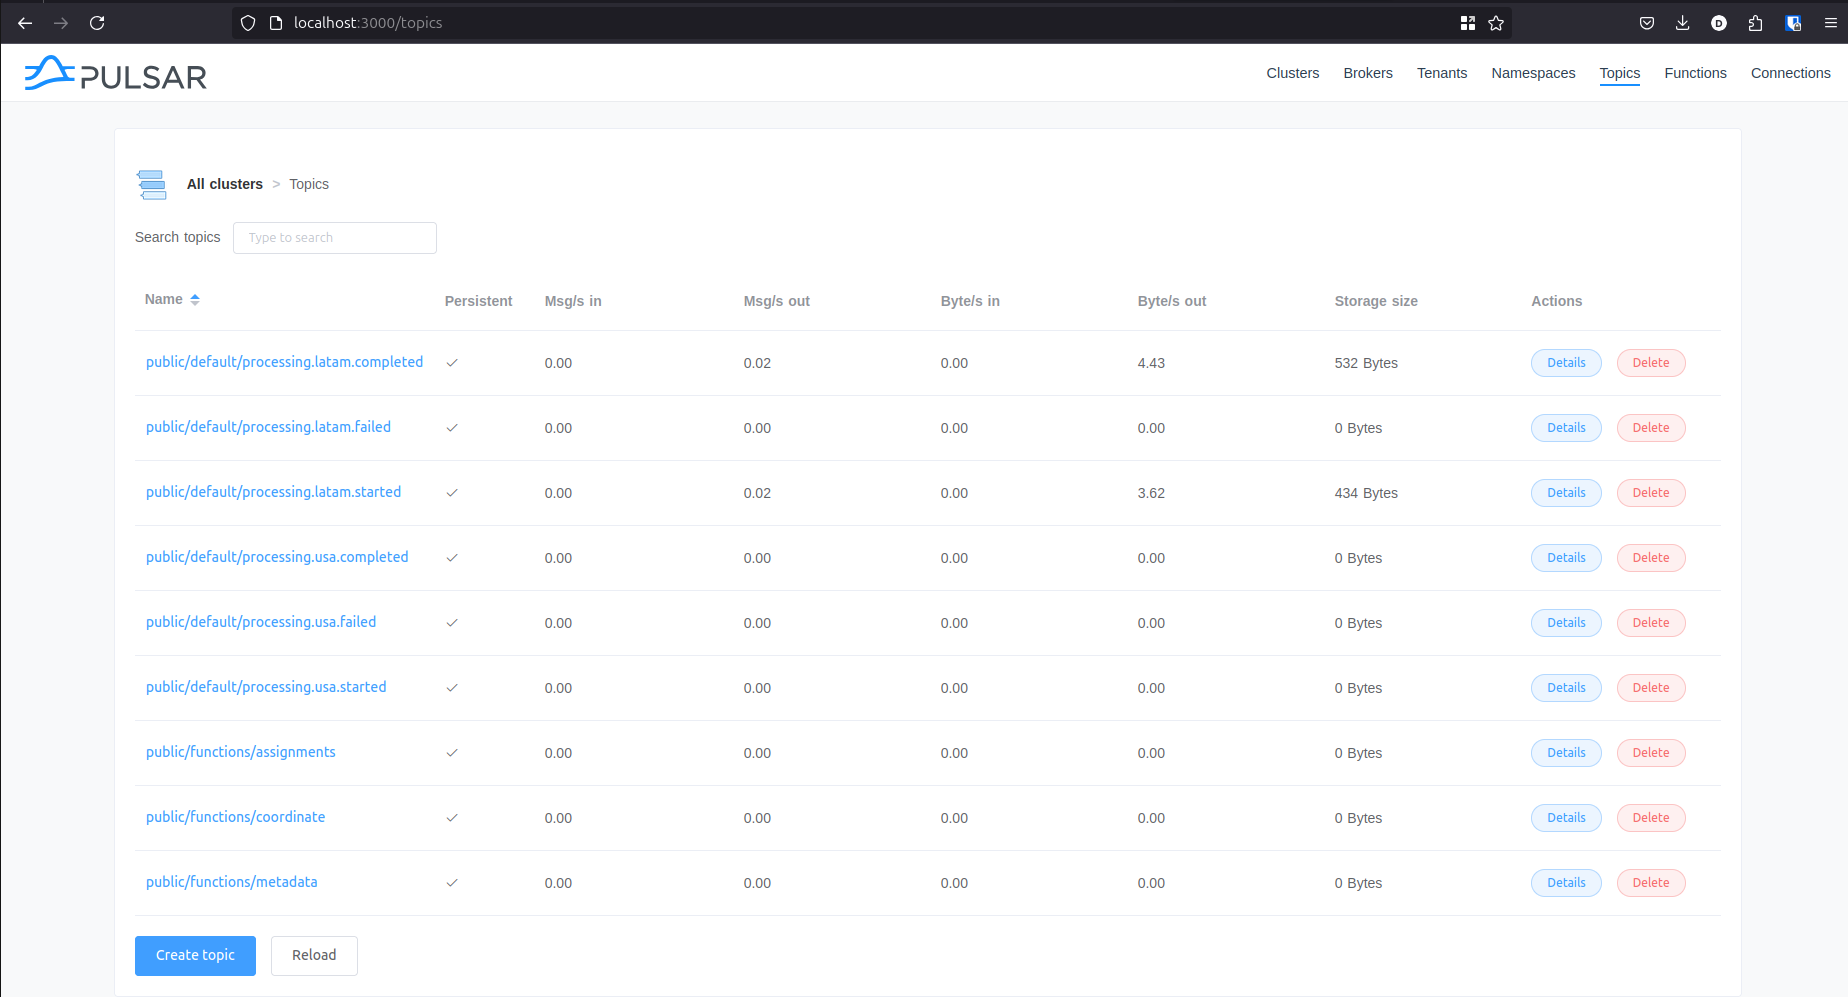 localhost:3000/topics
D
PULSAR
Clusters Brokers Tenants Namespaces Topics Functions Connections
All clusters > Topics
Search topics Type to search
Name Persistent Msg/s in Msg/s out Byte/s in Byte/s out Storage size Actions
public/default/processing.latam.completed 0.00 0.02 0.00 4.43 532 Bytes Details Delete
public/default/processing.latam.failed 0.00 0.00 0.00 0.00 0 Bytes Details Delete
public/default/processing.latam.started 0.00 0.02 0.00 3.62 434 Bytes Details Delete
public/default/processing.usa.completed 0.00 0.00 0.00 0.00 0 Bytes Details Delete
public/default/processing.usa.failed 0.00 0.00 0.00 0.00 0 Bytes Details Delete
public/default/processing.usa.started 0.00 0.00 0.00 0.00 0 Bytes Details Delete
public/functions/assignments 0.00 0.00 0.00 0.00 0 Bytes Details Delete
public/functions/coordinate 0.00 0.00 0.00 0.00 0 Bytes Details Delete
public/functions/metadata 0.00 0.00 0.00 0.00 0 Bytes Details Delete
Create topic Reload